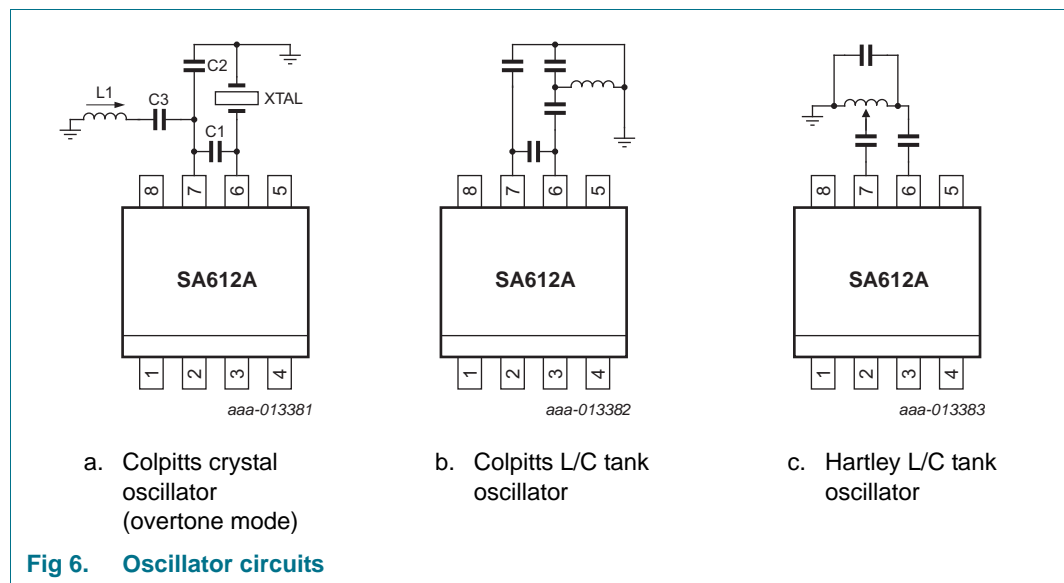 L1
C3
C2
XTAL
C1
8 7 6 5
SA612A
1 2 3 4
aaa-013381
8 7 6 5
SA612A
1 2 3 4
aaa-013382
8 7 6 5
SA612A
1 2 3 4
aaa-013383
a. Colpitts crystal
oscillator
(overtone mode)
b. Colpitts L/C tank
oscillator
c. Hartley L/C tank
oscillator
Fig 6. Oscillator circuits